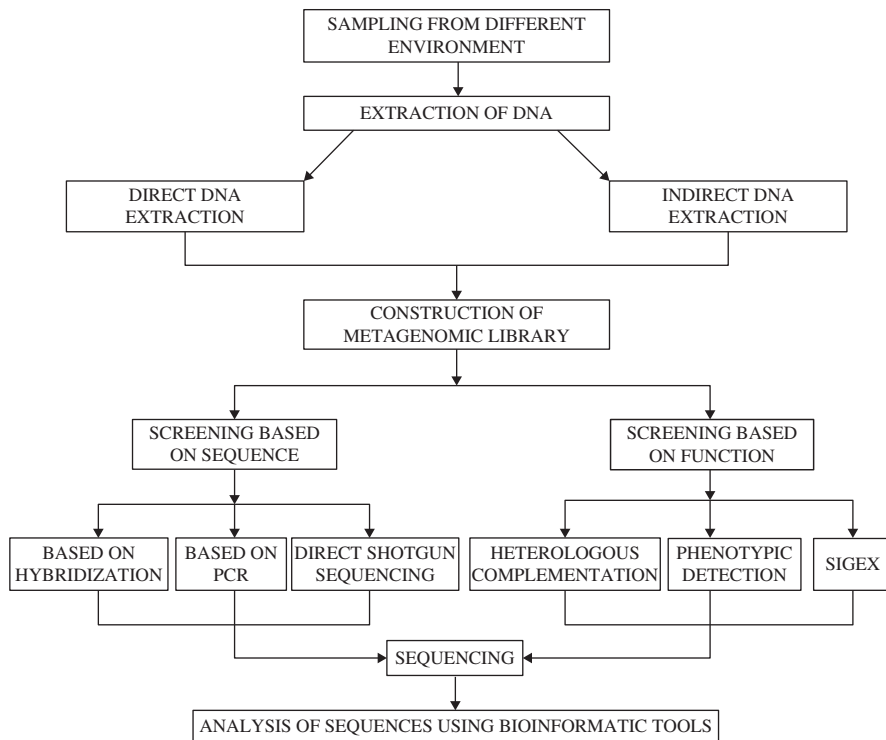 SAMPLING FROM DIFFERENT
ENVIRONMENT
EXTRACTION OF DNA
DIRECT DNA
EXTRACTION
INDIRECT DNA
EXTRACTION
CONSTRUCTION OF
METAGENOMIC LIBRARY
SCREENING BASED
ON SEQUENCE
SCREENING BASED
ON FUNCTION
BASED ON
HYBRIDIZATION
BASED ON
PCR
DIRECT SHOTGUN
SEQUENCING
HETEROLOGOUS
COMPLEMENTATION
PHENOTYPIC
DETECTION
SIGEX
SEQUENCING
ANALYSIS OF SEQUENCES USING BIOINFORMATIC TOOLS